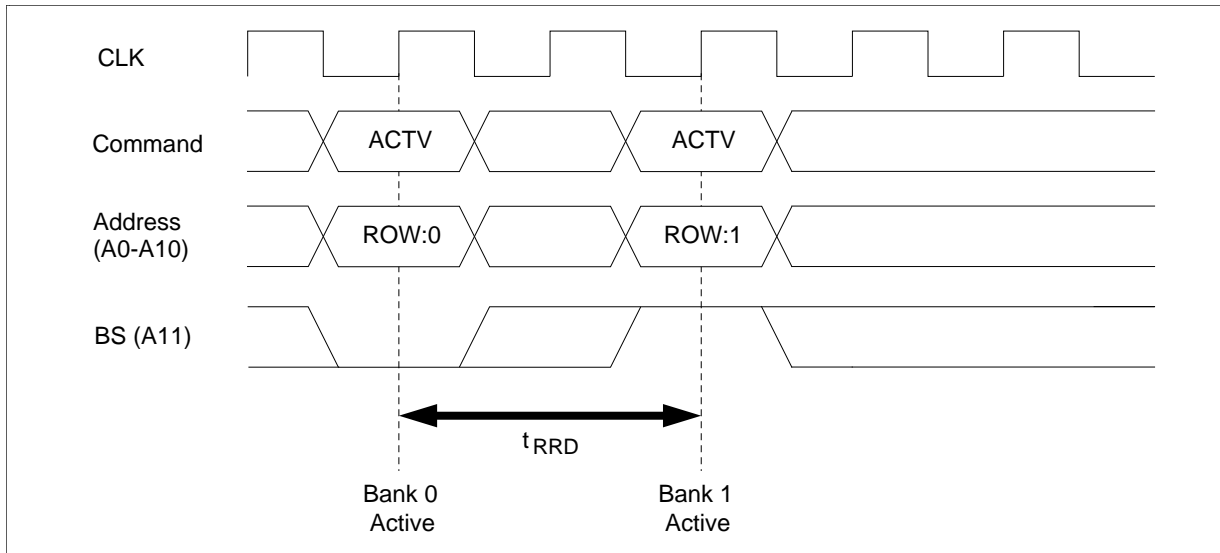 CLK
Command
ACTV
ACTV
Address
(A0-A10)
ROW:0
ROW:1
BS (A11)
t RRD
Bank 0
Active
Bank 1
Active